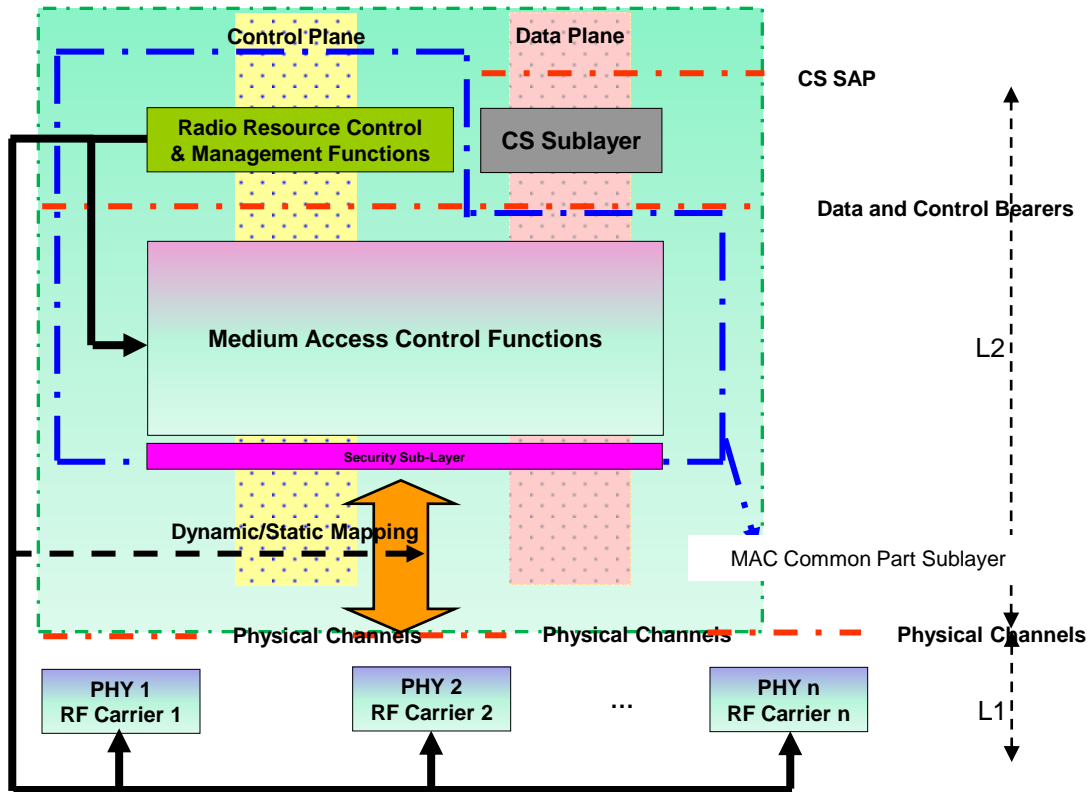 Control Plane
Data Plane
CS SAP
Radio Resource Control
& Management Functions
CS Sublayer
Data and Control Bearers
Medium Access Control Functions
L2
Security Sub-Layer
Dynamic/Static Mapping
MAC Common Part Sublayer
Physical Channels
Physical Channels
Physical Channels
PHY 1
RF Carrier 1
PHY 2
RF Carrier 2
...
PHY n
RF Carrier n
L1